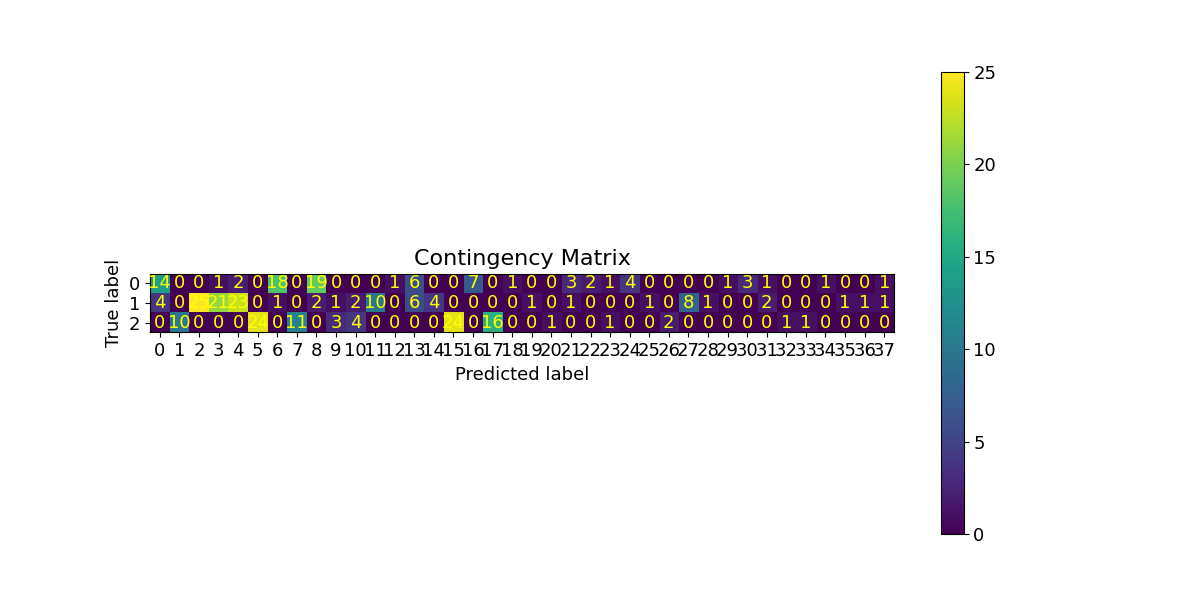 Contingency Matrix
True label
0 14 0 0 1 2 0 18 0 19 0 0 0 1 6 0 0 7 0 1 0 0 3 2 1 4 0 0 0 0 1 3 1 0 0 1 0 0 1
1 4 0 21 23 0 1 0 2 1 2 10 0 6 4 0 0 0 0 1 0 1 0 0 0 1 0 8 1 0 0 2 0 0 0 1 1 1
2 0 10 0 0 0 24 0 11 0 3 4 0 0 0 0 24 0 16 0 0 1 0 0 1 0 0 2 0 0 0 0 0 1 1 0 0 0 0
0 1 2 3 4 5 6 7 8 9 10 11 12 13 14 15 16 17 18 19 20 21 22 23 24 25 26 27 28 29 30 31 32 33 34 35 36 37
Predicted label
25
20
15
10
5
0